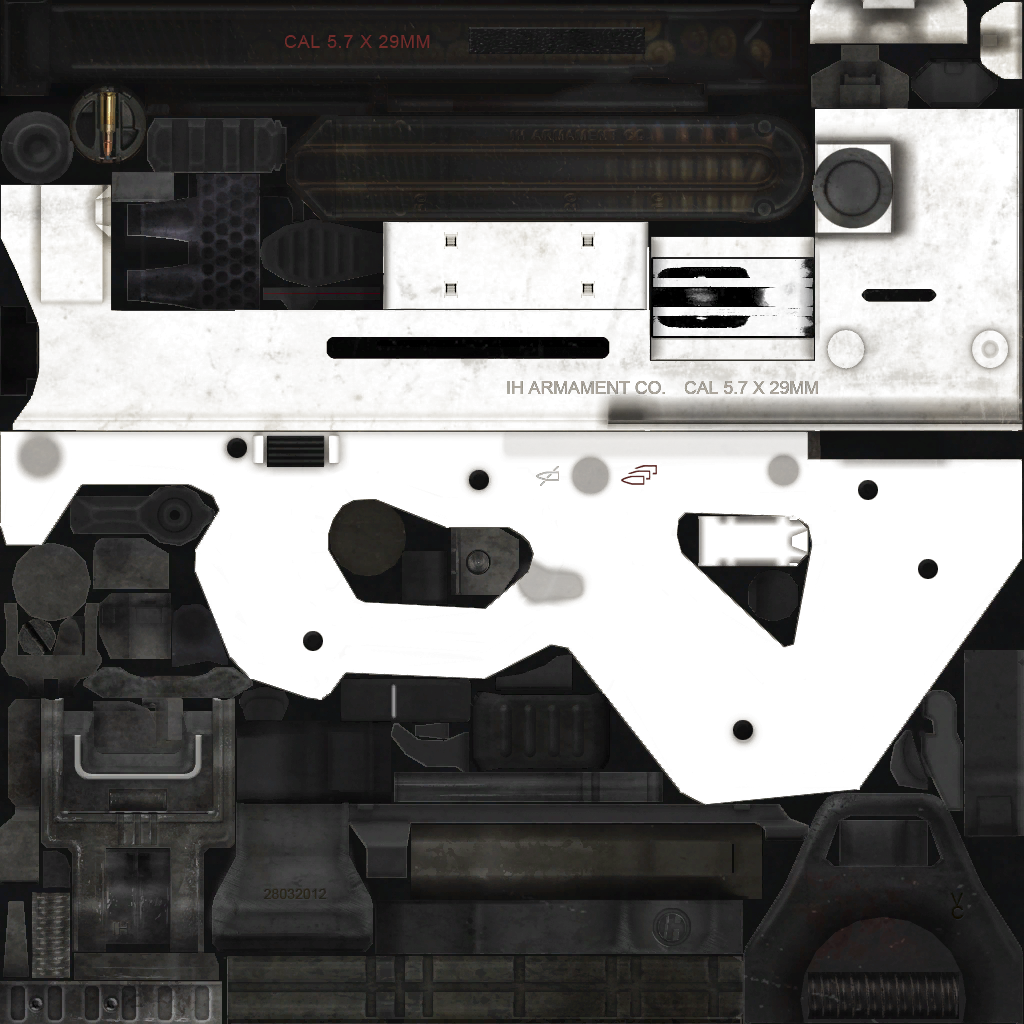 CAL 5.7 X 29MM
IH ARMAMENT CO
IH ARMAMENT CO. CAL 5.7 X 29MM
28032012